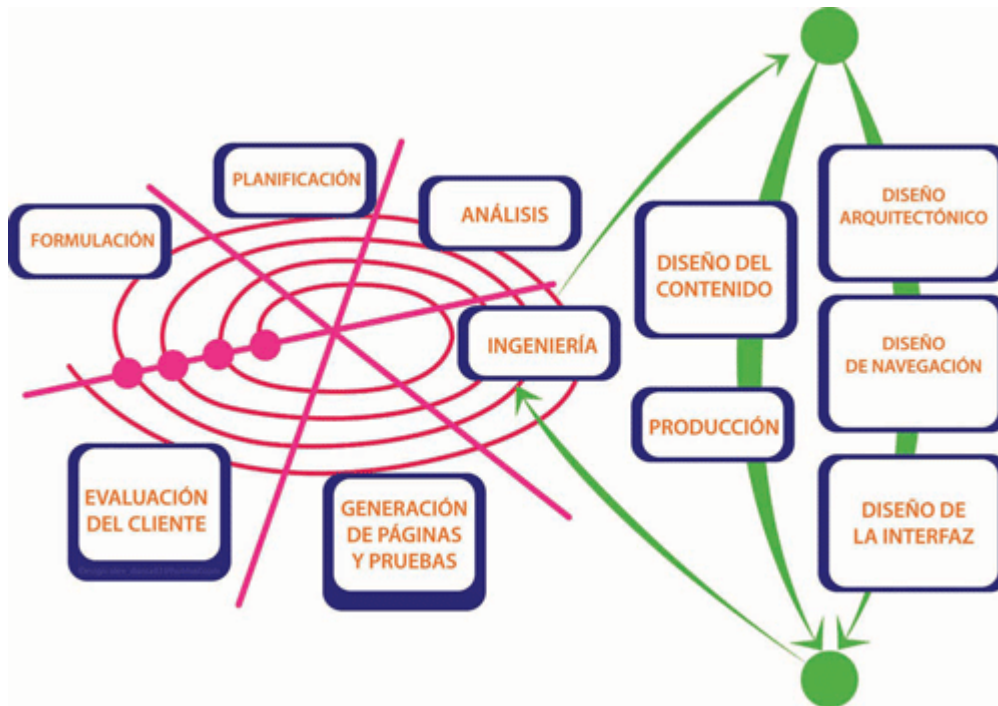 PLANIFICACIÓN
FORMULACIÓN
ANÁLISIS
INGENIERÍA
EVALUACIÓN
DEL CLIENTE
GENERACIÓN
DE PÁGINAS
Y PRUEBAS
DISEÑO DEL
CONTENIDO
PRODUCCIÓN
DISEÑO
ARQUITECTÓNICO
DISEÑO
DE NAVEGACIÓN
DISEÑO DE
LA INTERFAZ